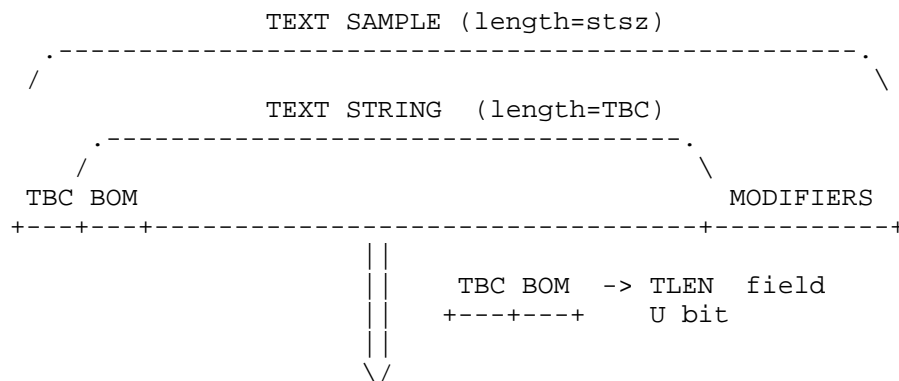 TEXT SAMPLE (length=stsz)
TEXT STRING (length=TBC)
TBC BOM MODIFIERS
TBC BOM -> TLEN field
U bit